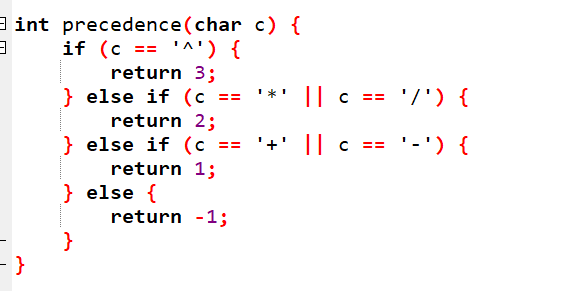 int precedence(char c) {
    if (c == '^') {
        return 3;
    } else if (c == '*' || c == '/') {
        return 2;
    } else if (c == '+' || c == '-') {
        return 1;
    } else {
        return -1;
    }
}